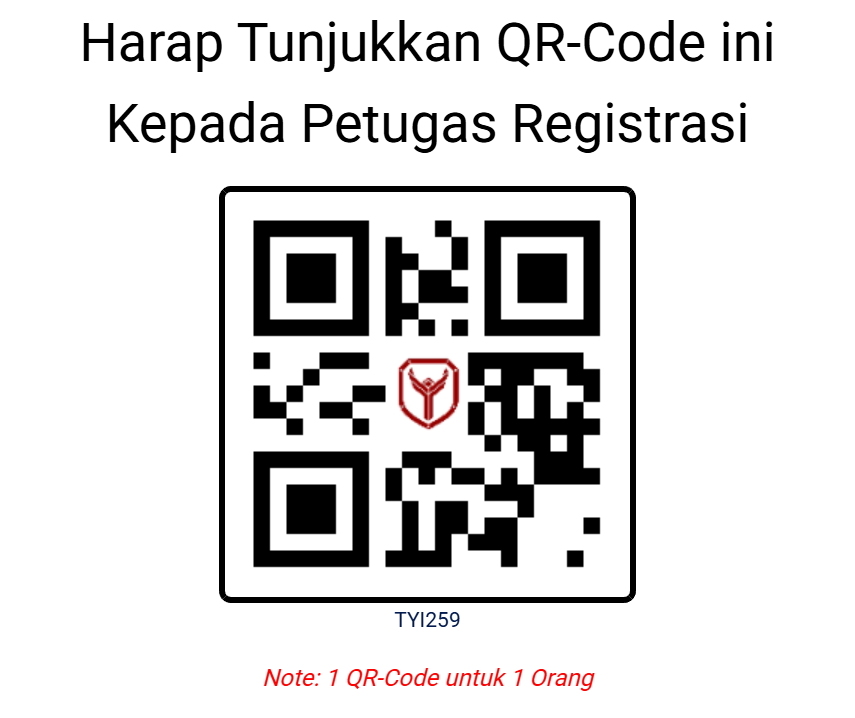 Harap Tunjukkan QR-Code ini
Kepada Petugas Registrasi
TYI259
Note: 1 QR-Code untuk 1 Orang